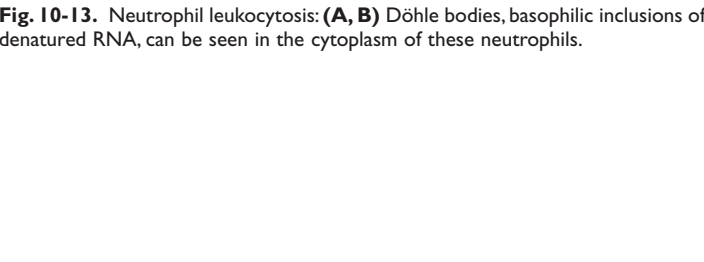 Fig. 10-13. Neutrophil leukocytosis: (A, B) Döhle bodies, basophilic inclusions of
denatured RNA, can be seen in the cytoplasm of these neutrophils.